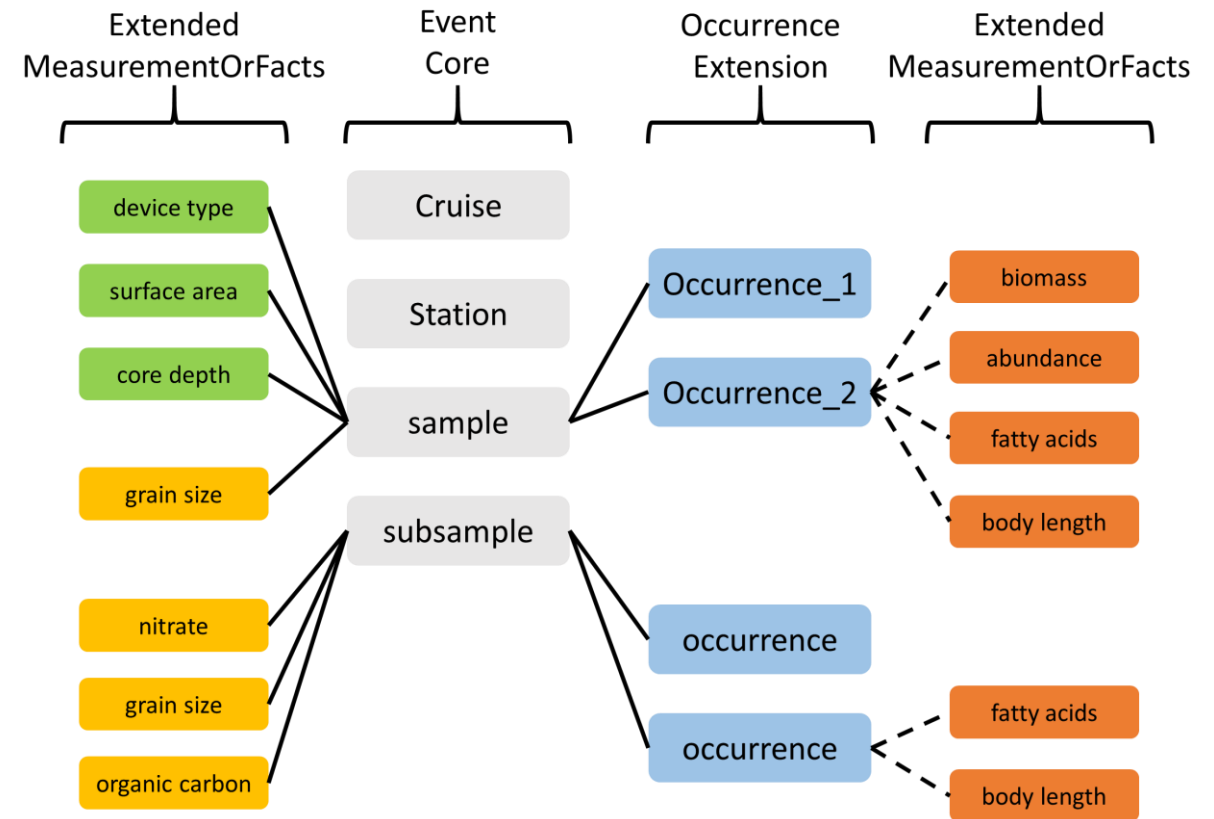 Extended
MeasurementOrFacts
Event
Core
Occurrence
Extension
Extended
MeasurementOrFacts
device type
surface area
core depth
grain size
nitrate
grain size
organic carbon
Cruise
Station
sample
subsample
Occurrence_1
Occurrence_2
occurrence
occurrence
biomass
abundance
fatty acids
body length
fatty acids
body length